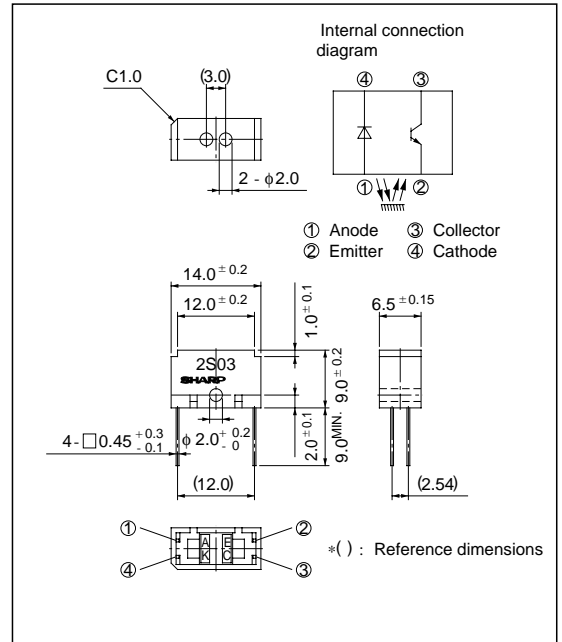 Internal connection
diagram
C1.0
(3.0)
④ ③
2 - φ2.0
① ②
① Anode ③ Collector
② Emitter ④ Cathode
14.0 ± 0.2
12.0 ± 0.2
1.0 ± 0.1
6.5 ± 0.15
2S03
SHARP
9.0 ± 0.2
4-□0.45 +0.3 -0.1
φ 2.0 +0.2 -0
2.0 ± 0.1
9.0 MIN.
(12.0)
(2.54)
① ②
A E
K C
④ ③
*( ) : Reference dimensions